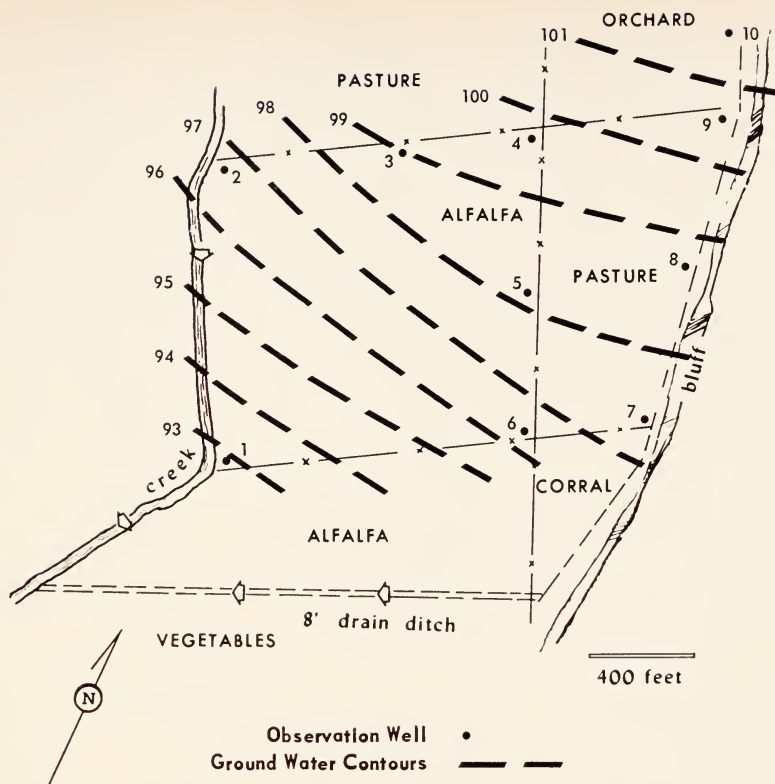 ORCHARD
101
10
PASTURE
98
99
100
97
9
4
3
2
96
ALFALFA
8
PASTURE
95
5
94
bluff
93
6
7
1
creek
CORRAL
ALFALFA
8' drain ditch
VEGETABLES
400 feet
N
Observation Well
Ground Water Contours